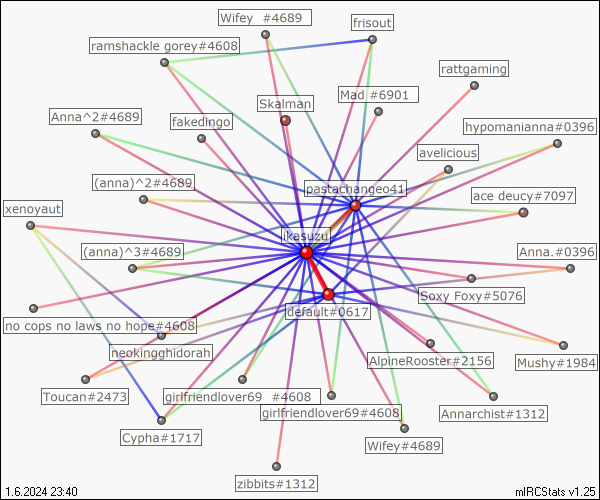 Wifey  #4689
frisout
ramshackle gorey#4608
rattgaming
Skalman
Mad #6901
Anna^2#4689
fakedingo
hypomanianna#0396
avelicious
(anna)^2#4689
pastachangeo41
ace deucy#7097
xenoyaut
ikasuzu
(anna)^3#4689
Anna.#0396
Soxy Foxy#5076
default#0617
no cops no laws no hope#4608
neokingghidorah
AlpineRooster#2156
Mushy#1984
Toucan#2473
girlfriendlover69  #4608
girlfriendlover69#4608
Annarchist#1312
Cypha#1717
Wifey#4689
zibbits#1312
1.6.2024 23:40
mIRCStats v1.25